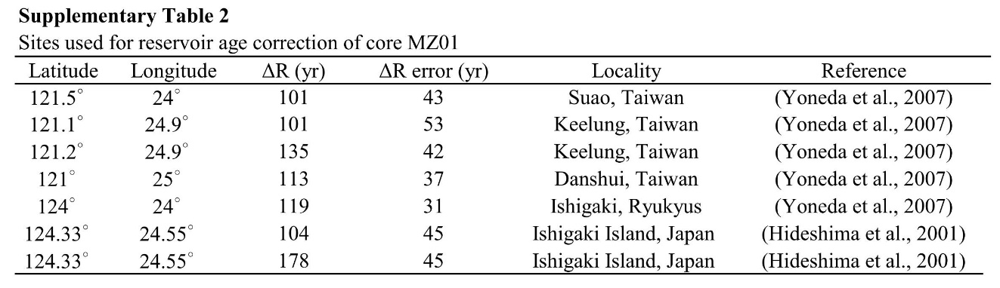 Supplementary Table 2
Sites used for reservoir age correction of core MZ01
Latitude Longitude ΔR (yr) ΔR error (yr) Locality Reference
121.5° 24° 101 43 Suao, Taiwan (Yoneda et al., 2007)
121.1° 24.9° 101 53 Keelung, Taiwan (Yoneda et al., 2007)
121.2° 24.9° 135 42 Keelung, Taiwan (Yoneda et al., 2007)
121° 25° 113 37 Danshui, Taiwan (Yoneda et al., 2007)
124° 24° 119 31 Ishigaki, Ryukyus (Yoneda et al., 2007)
124.33° 24.55° 104 45 Ishigaki Island, Japan (Hideshima et al., 2001)
124.33° 24.55° 178 45 Ishigaki Island, Japan (Hideshima et al., 2001)